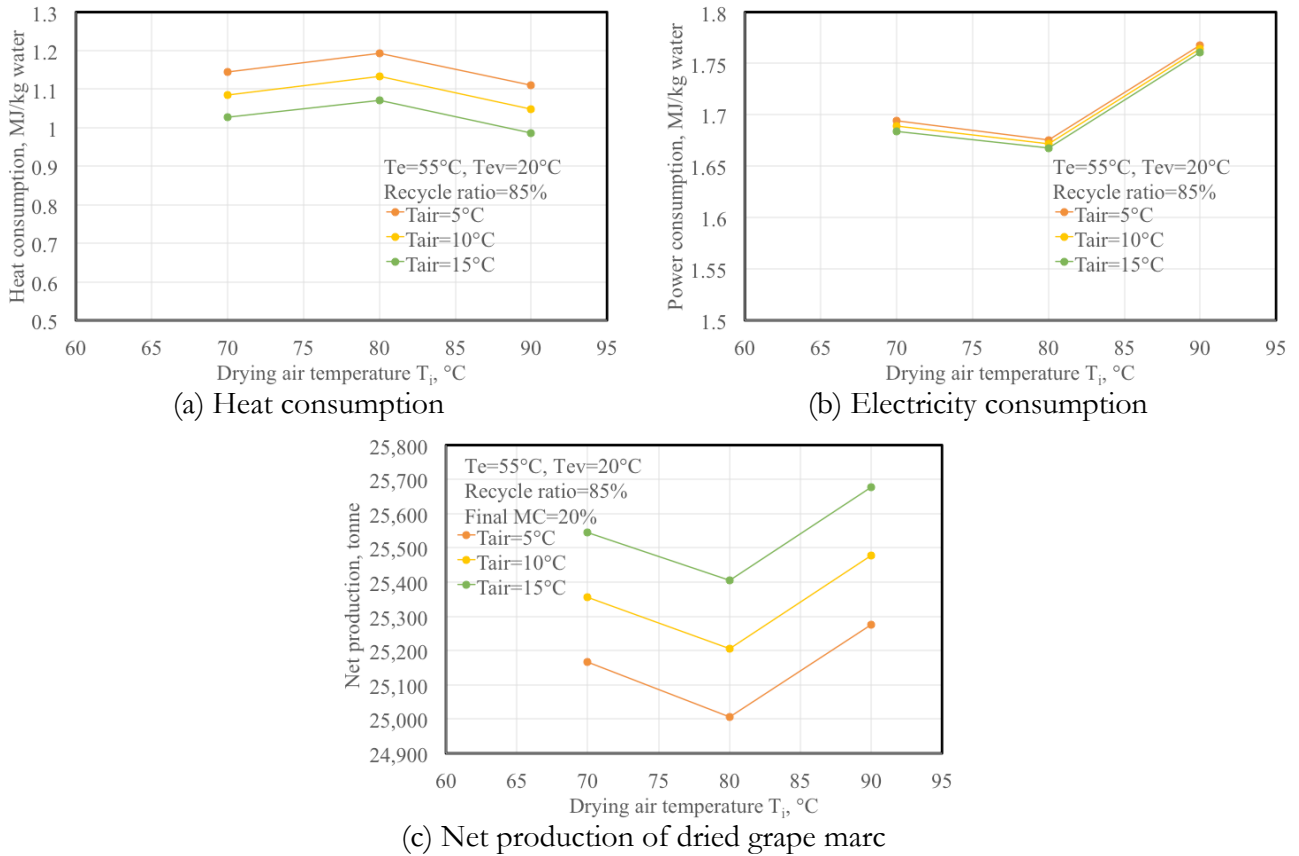 Heat consumption, MJ/kg water
1.3
1.2
1.1
1
0.9
0.8
0.7
0.6
0.5
60 65 70 75 80 85 90 95
Te=55°C, Tev=20°C
Recycle ratio=85%
Tair=5°C
Tair=10°C
Tair=15°C
Drying air temperature Ti, °C
(a) Heat consumption
Power consumption, MJ/kg water
1.8
1.75
1.7
1.65
1.6
1.55
1.5
60 65 70 75 80 85 90 95
Te=55°C, Tev=20°C
Recycle ratio=85%
Tair=5°C
Tair=10°C
Tair=15°C
Drying air temperature Ti, °C
(b) Electricity consumption
Net production, tonne
25,800
25,700
25,600
25,500
25,400
25,300
25,200
25,100
25,000
24,900
60 65 70 75 80 85 90 95
Te=55°C, Tev=20°C
Recycle ratio=85%
Final MC=20%
Tair=5°C
Tair=10°C
Tair=15°C
Drying air temperature Ti, °C
(c) Net production of dried grape marc